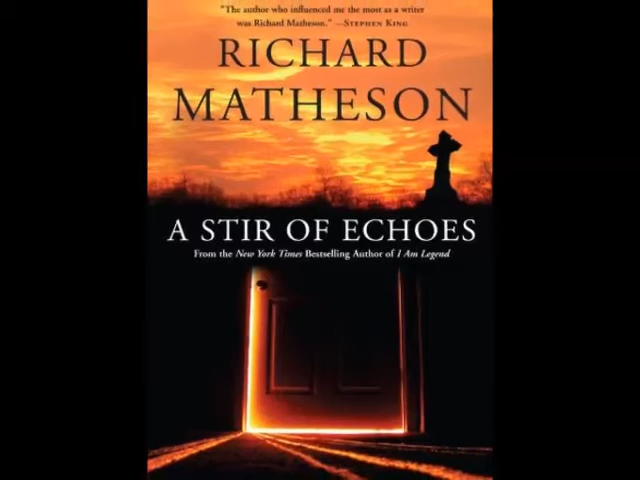 "The author who influenced me the most as a writer
was Richard Matheson." —Stephen King
RICHARD
MATHESON
A STIR OF ECHOES
From the New York Times Bestselling Author of I Am Legend